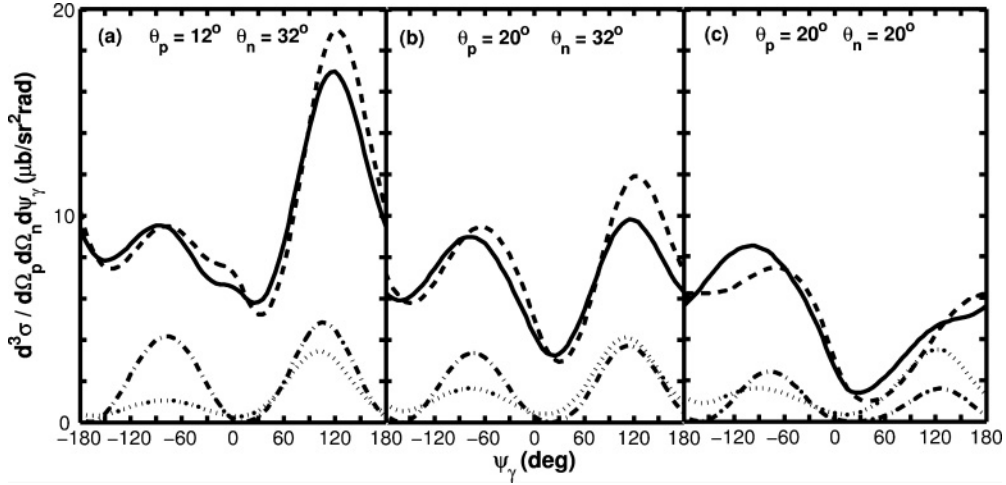 20
(a) θp = 12° θn = 32°
(b) θp = 20° θn = 32°
(c) θp = 20° θn = 20°
d³σ / dΩp dΩn dψγ (μb/sr²rad)
10
0
−180 −120 −60 0 60 120 180
−120 −60 0 60 120 180
−120 −60 0 60 120 180
ψγ (deg)